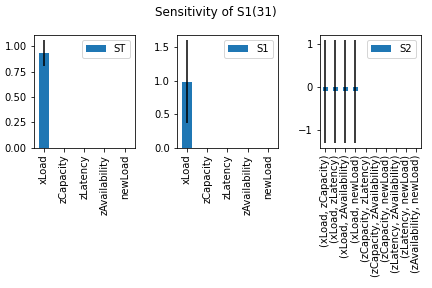 Sensitivity of S1(31)
ST
1.00
0.75
0.50
0.25
0.00
xLoad
zCapacity
zLatency
zAvailability
newLoad
S1
1.5
1.0
0.5
0.0
xLoad
zCapacity
zLatency
zAvailability
newLoad
S2
1
0
−1
(xLoad, zCapacity)
(xLoad, zLatency)
(xLoad, zAvailability)
(xLoad, newLoad)
(zCapacity, zLatency)
(zCapacity, zAvailability)
(zCapacity, newLoad)
(zLatency, zAvailability)
(zLatency, newLoad)
(zAvailability, newLoad)